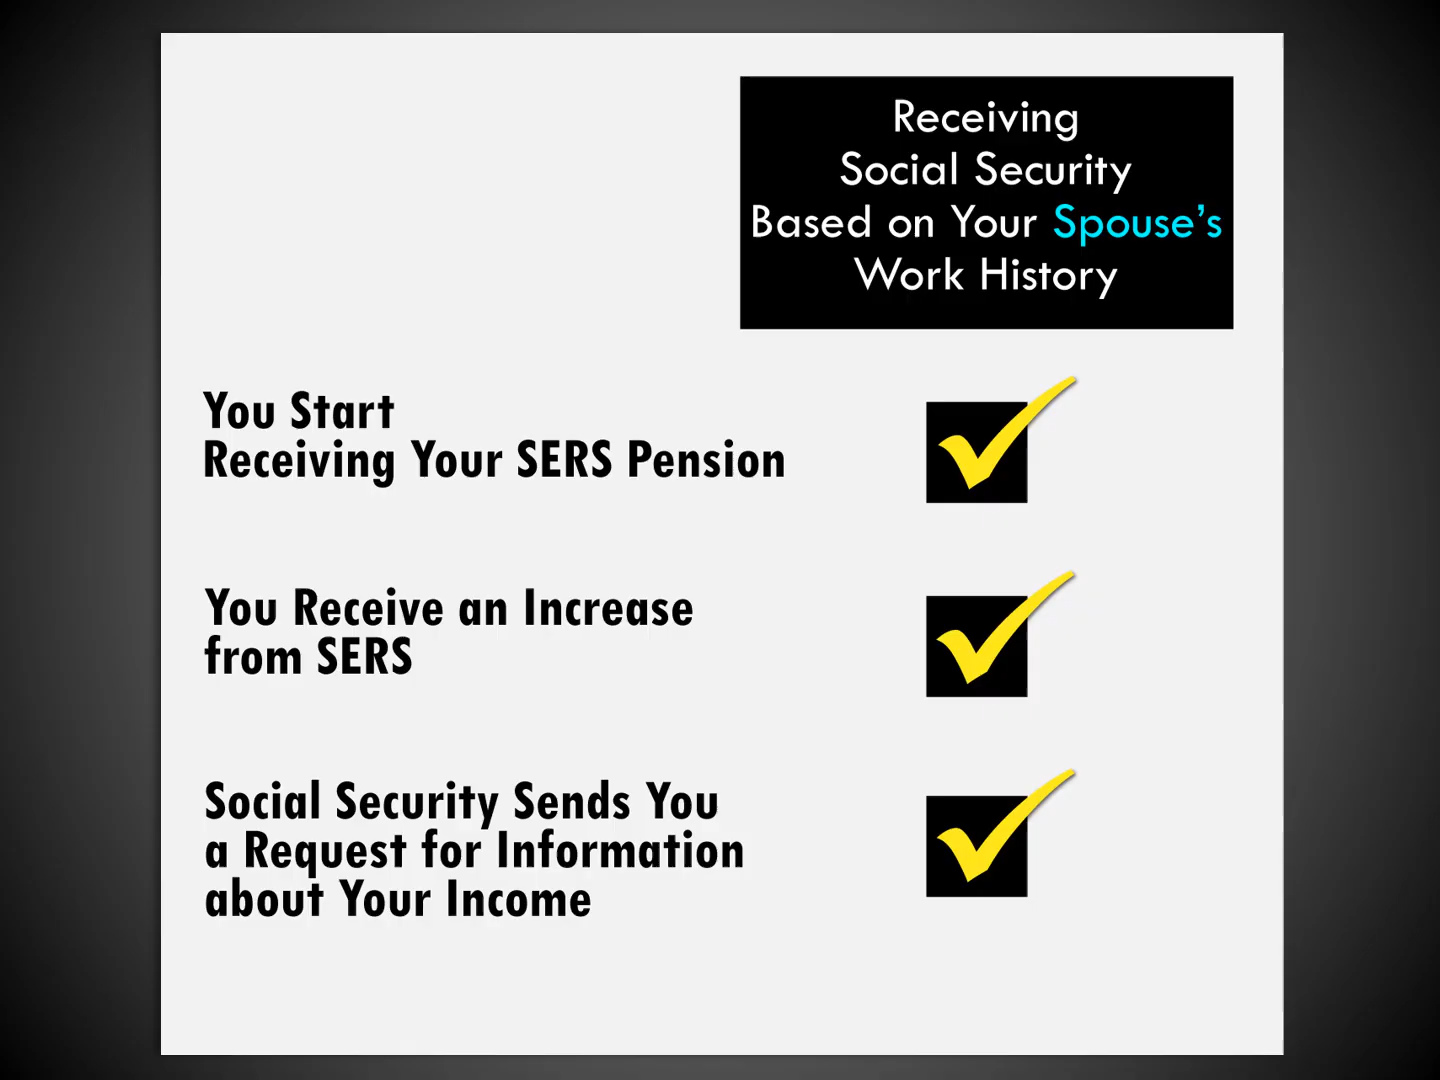 Receiving
Social Security
Based on Your Spouse's
Work History
You Start
Receiving Your SERS Pension
You Receive an Increase
from SERS
Social Security Sends You
a Request for Information
about Your Income